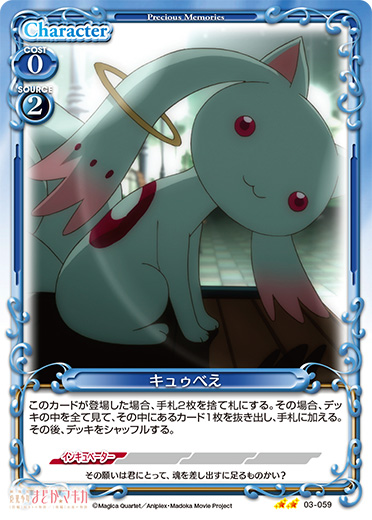 Precious Memories
Character
COST
0
SOURCE
2
キュゥべえ
このカードが登場した場合、手札2枚を捨て札にする。その場合、デッ
キの中を全て見て、その中にあるカード1枚を抜き出し、手札に加える。
その後、デッキをシャッフルする。
インキュベーター
その願いは君にとって、魂を差し出すに足るものかい?
まどか☆マギカ
©Magica Quartet／Aniplex・Madoka Movie Project
03-059